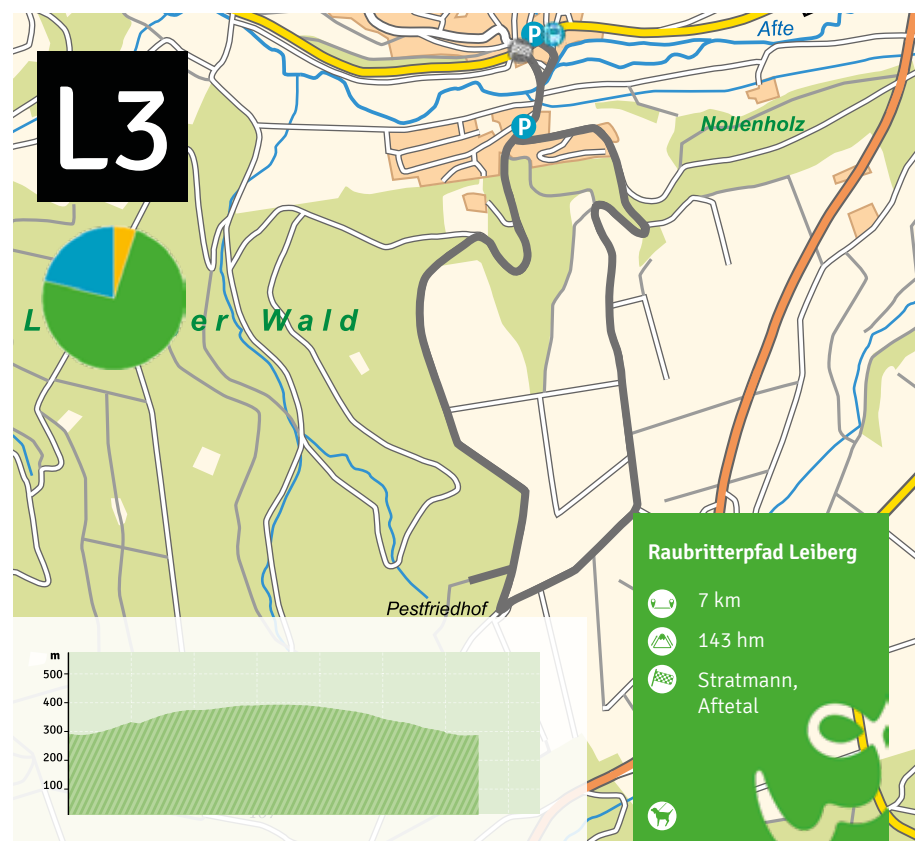 P
Afte
L3
P
Nollenholz
L er Wald
Pestfriedhof
Raubritterpfad Leiberg
7 km
143 hm
Stratmann,
Aftetal
m
500
400
300
200
100